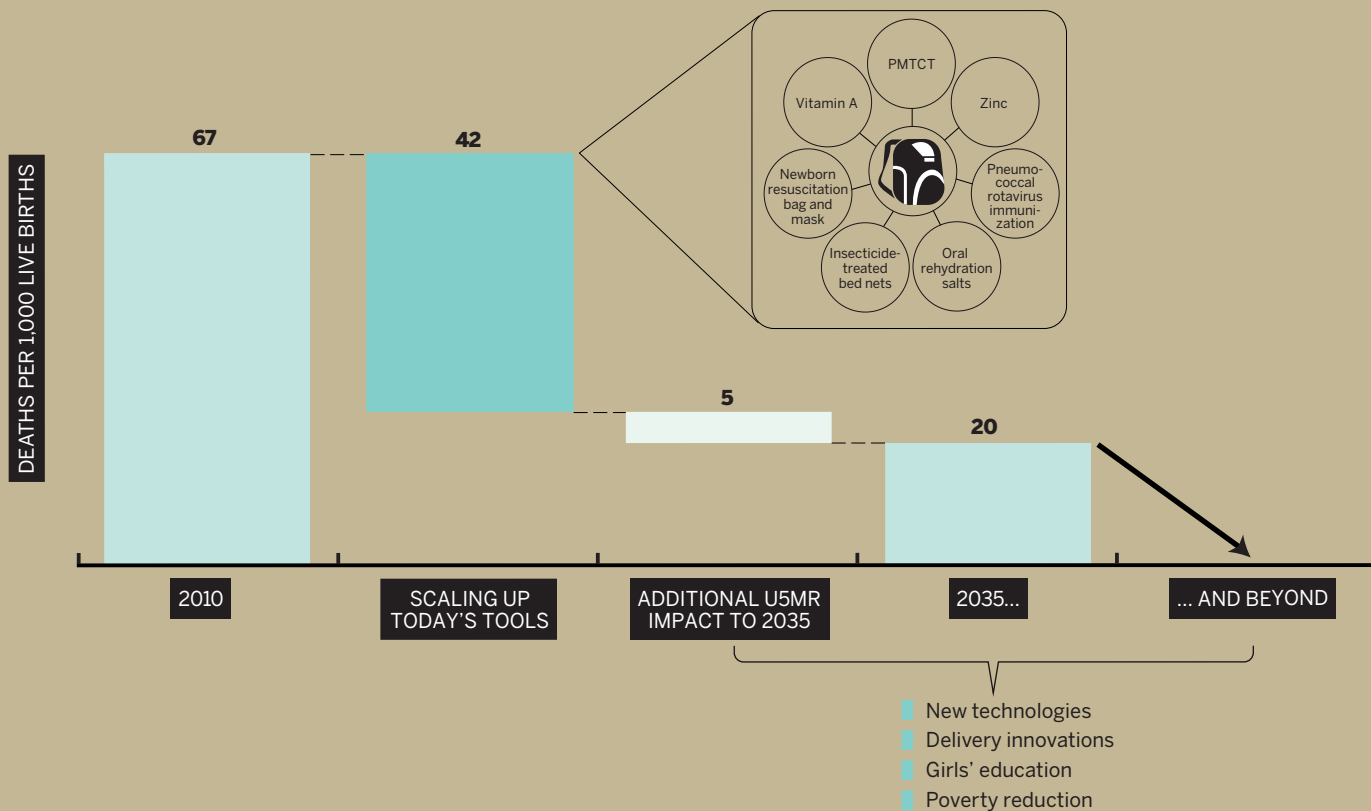 DEATHS PER 1,000 LIVE BIRTHS
67
42
5
20
PMTCT
Vitamin A
Zinc
Newborn
resuscitation
bag and
mask
Pneumo-
coccal
rotavirus
immuni-
zation
Insecticide-
treated
bed nets
Oral
rehydration
salts
2010
SCALING UP
TODAY'S TOOLS
ADDITIONAL U5MR
IMPACT TO 2035
2035...
... AND BEYOND
New technologies
Delivery innovations
Girls' education
Poverty reduction